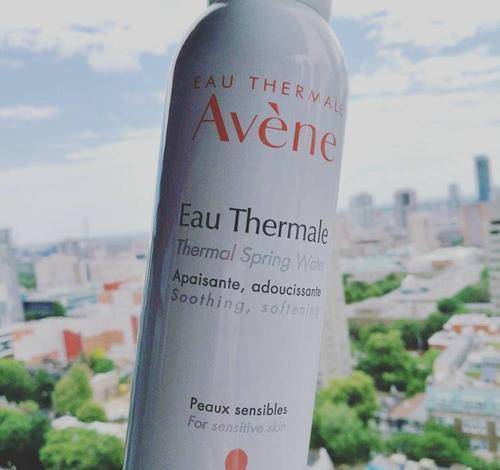 EAU THERMALE
Avène
Eau Thermale
Thermal Spring Water
Apaisante, adoucissante
Soothing, softening
Peaux sensibles
For sensitive skin